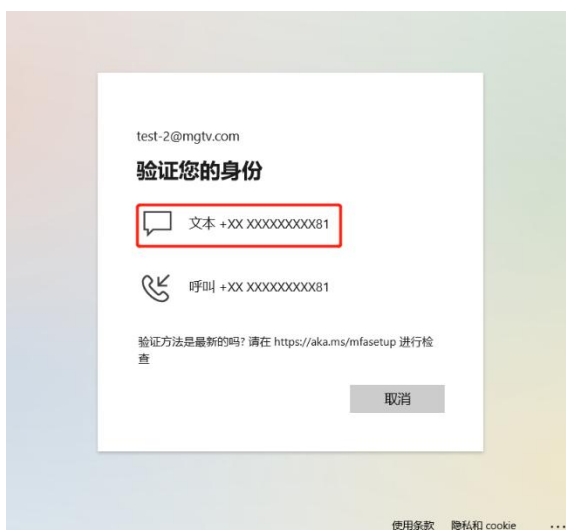 test-2@mgtv.com
验证您的身份
文本 +XX XXXXXXXXX81
呼叫 +XX XXXXXXXXX81
验证方法是最新的吗? 请在 https://aka.ms/mfasetup 进行检
查
取消
使用条款 隐私和 cookie ...